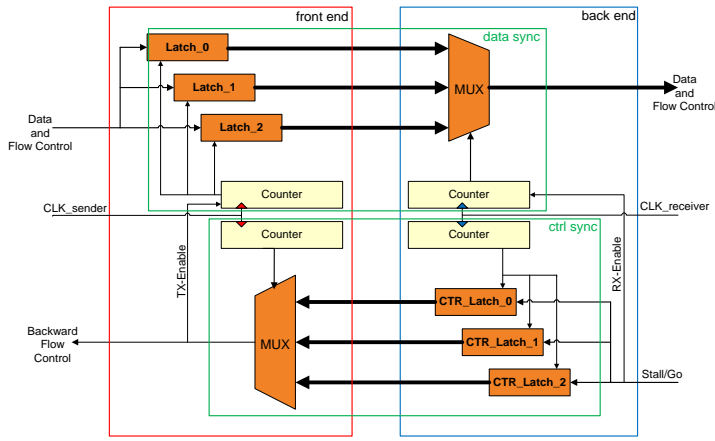 front end
back end
data sync
Latch_0
Latch_1
Latch_2
MUX
Data
and
Flow Control
Data
and
Flow Control
Counter
Counter
CLK_sender
CLK_receiver
Counter
Counter
ctrl sync
TX-Enable
RX-Enable
CTR_Latch_0
CTR_Latch_1
CTR_Latch_2
MUX
Backward
Flow
Control
Stall/Go